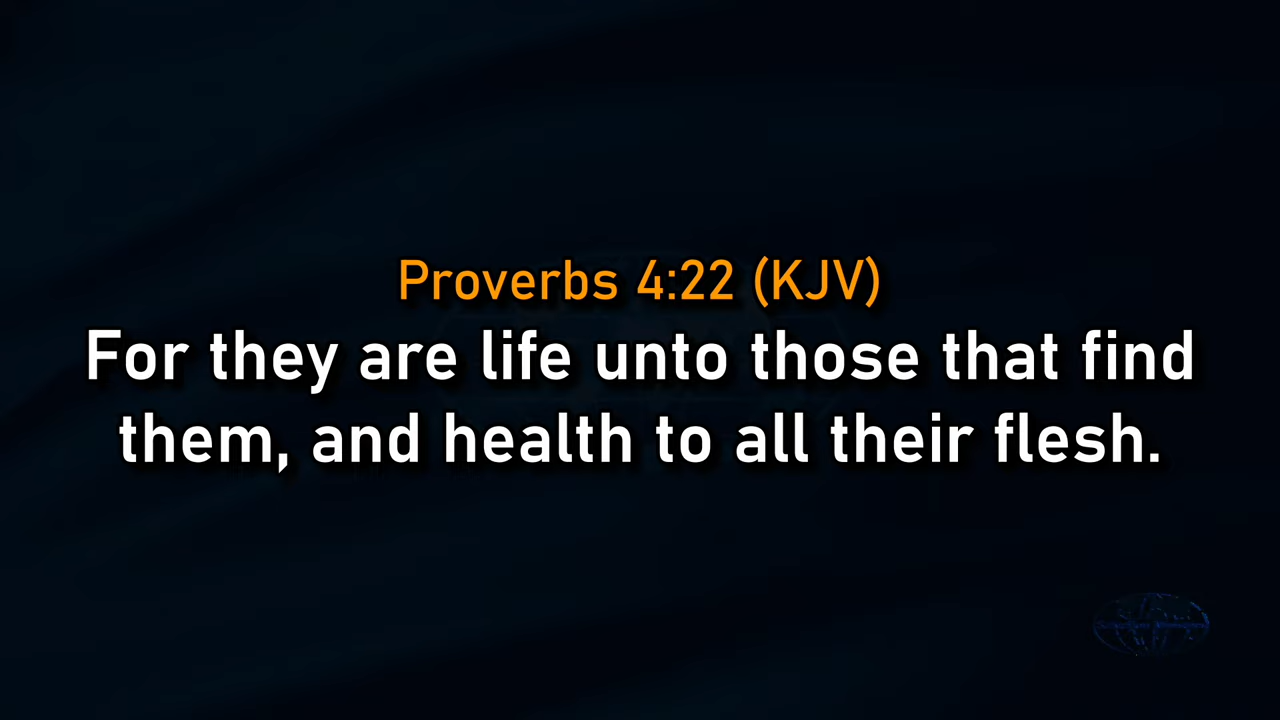 Proverbs 4:22 (KJV)
For they are life unto those that find
them, and health to all their flesh.